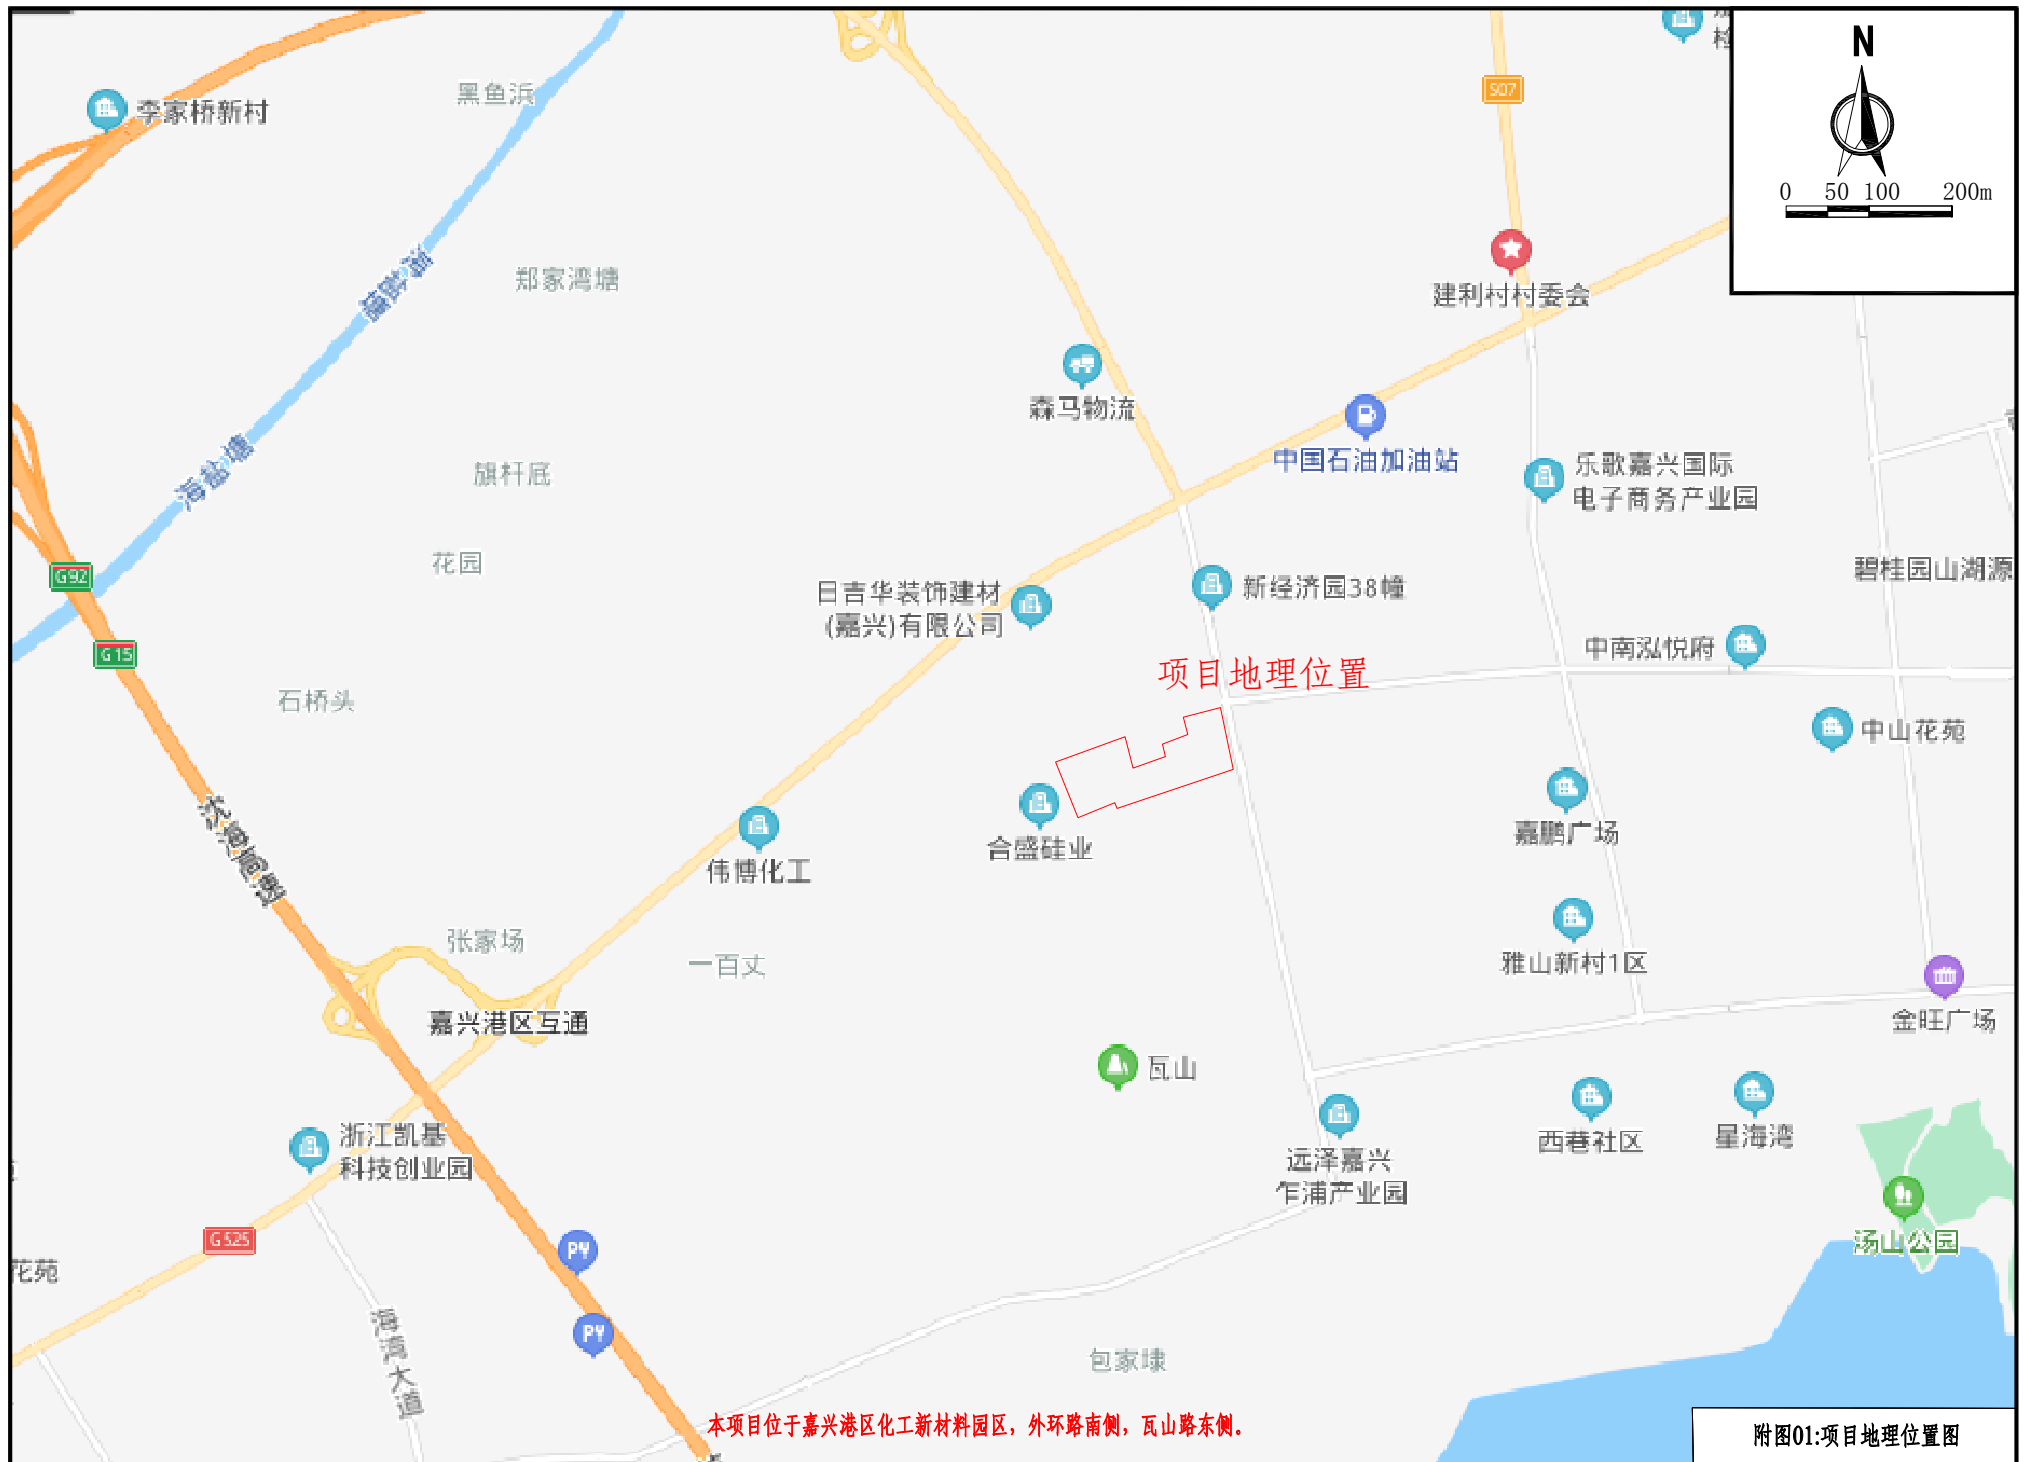 N
0 50 100 200m
S07
李家桥新村
黑鱼浜
郑家湾塘
建利村村委会
森马物流
中国石油加油站
乐歌嘉兴国际
电子商务产业园
海盐塘
旗杆底
花园
G92
G15
石桥头
日吉华装饰建材
(嘉兴)有限公司
新经济园38幢
碧桂园山湖源
中南泓悦府
项目地理位置
中山花苑
合盛硅业
伟博化工
嘉鹏广场
沈海高速
雅山新村1区
张家场
一百丈
嘉兴港区互通
金旺广场
瓦山
浙江凯基
科技创业园
远泽嘉兴
乍浦产业园
西巷社区
星海湾
汤山公园
G525
花苑
海湾大道
包家埭
本项目位于嘉兴港区化工新材料园区，外环路南侧，瓦山路东侧。
附图01:项目地理位置图